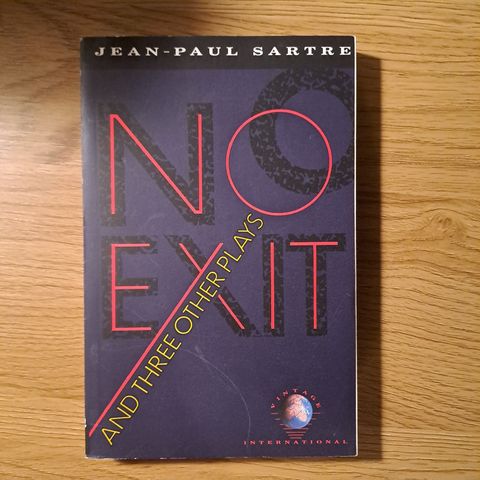 JEAN-PAUL SARTRE
NO
EXIT
AND THREE OTHER PLAYS
VINTAGE
INTERNATIONAL